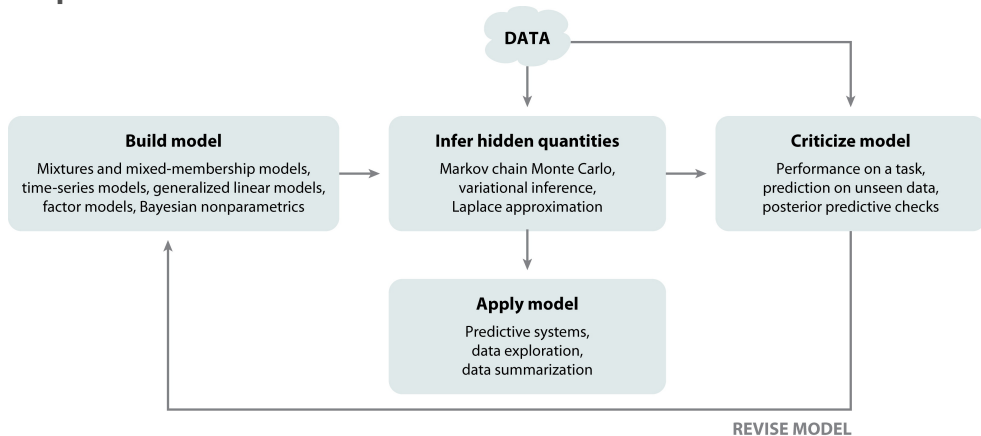 DATA
Build model
Mixtures and mixed-membership models,
time-series models, generalized linear models,
factor models, Bayesian nonparametrics
Infer hidden quantities
Markov chain Monte Carlo,
variational inference,
Laplace approximation
Criticize model
Performance on a task,
prediction on unseen data,
posterior predictive checks
Apply model
Predictive systems,
data exploration,
data summarization
REVISE MODEL